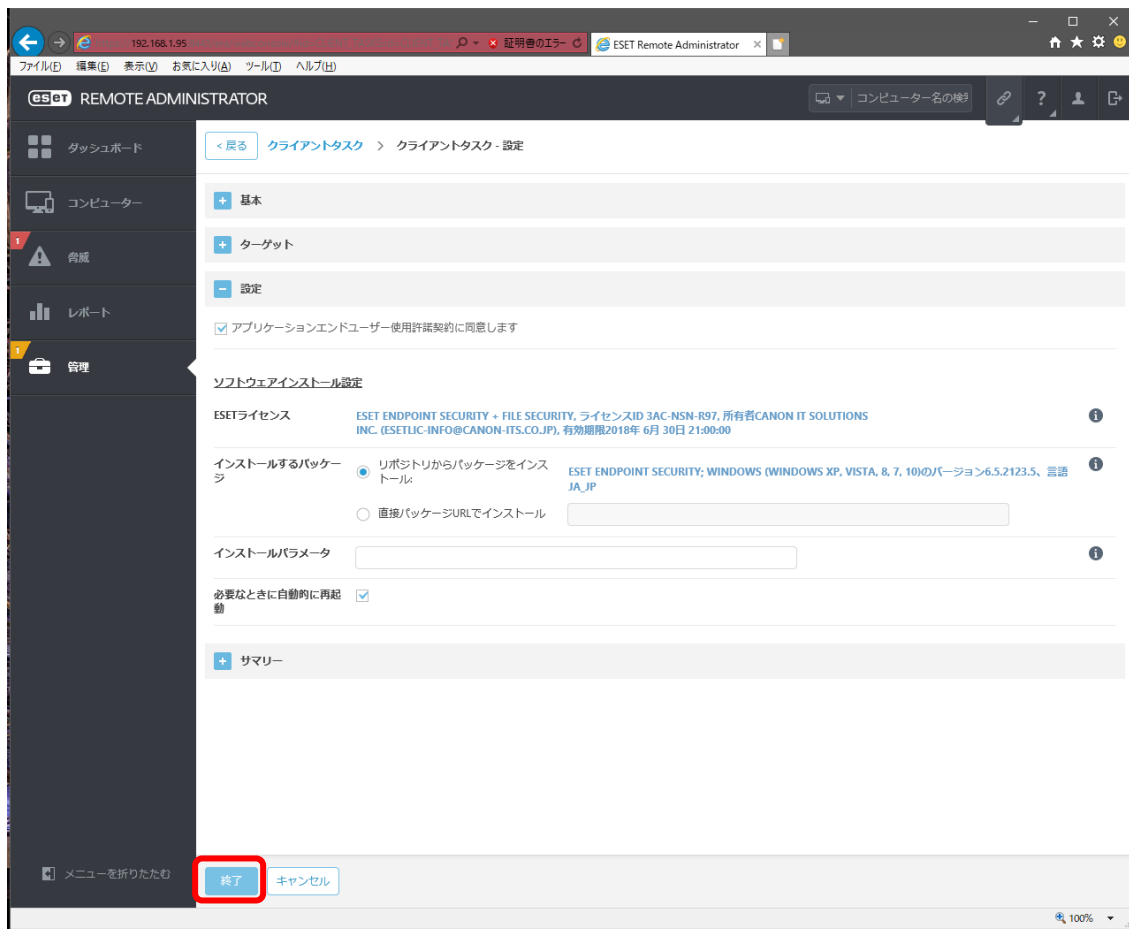 192.168.1.95
証明書のエラー
ESET Remote Administrator
ファイル(F) 編集(E) 表示(V) お気に入り(A) ツール(T) ヘルプ(H)
eseT REMOTE ADMINISTRATOR
コンピューター名の検
?
ダッシュボード
< 戻る クライアントタスク > クライアントタスク - 設定
コンピューター
基本
1
脅威
ターゲット
設定
レポート
アプリケーションエンドユーザー使用許諾契約に同意します
1
管理
ソフトウェアインストール設定
ESETライセンス
ESET ENDPOINT SECURITY + FILE SECURITY, ライセンスID 3AC-NSN-R97, 所有者CANON IT SOLUTIONS
INC. (ESETLIC-INFO@CANON-ITS.CO.JP), 有効期限2018年 6月 30日 21:00:00
インストールするパッケー
ジ
リポジトリからパッケージをインス
トール:
ESET ENDPOINT SECURITY; WINDOWS (WINDOWS XP, VISTA, 8, 7, 10)のバージョン6.5.2123.5、言語
JA_JP
直接パッケージURLでインストール
インストールパラメータ
必要なときに自動的に再起
動
サマリー
メニューを折りたたむ
終了
キャンセル
100%